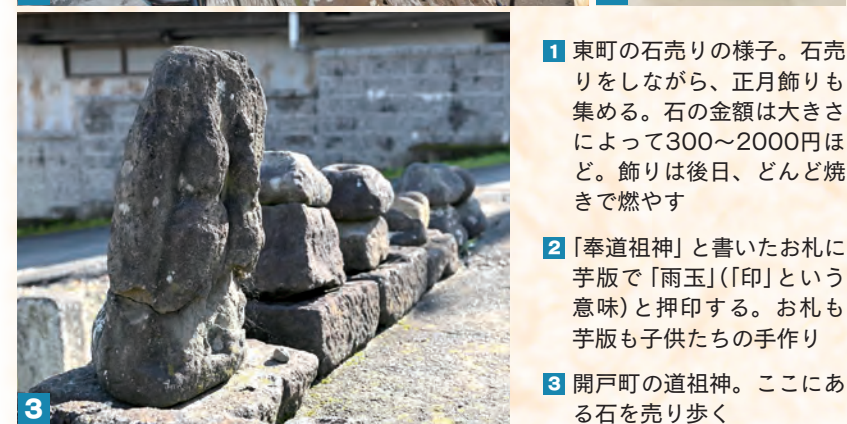 1 東町の石売りの様子。石売
りをしながら、正月飾りも
集める。石の金額は大きさ
によって300〜2000円ほ
ど。飾りは後日、どんど焼
きで燃やす
2 「奉道祖神」と書いたお札に
芋版で「雨玉」(「印」という
意味)と押印する。お札も
芋版も子供たちの手作り
3 開戸町の道祖神。ここにあ
る石を売り歩く
3